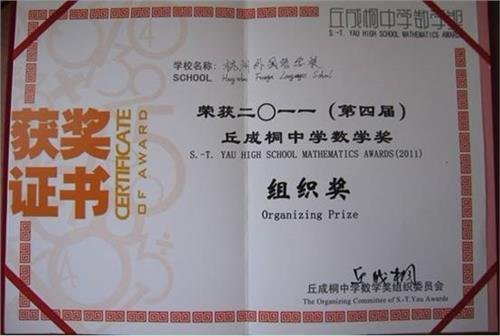 丘成桐中学数学奖
S.-T. YAU HIGH SCHOOL MATHEMATICS AWARDS
学校名称: 杭州外国语学校
SCHOOL Hangzhou Foreign Languages School
荣获二〇一一(第四届)
丘成桐中学数学奖
S.-T. YAU HIGH SCHOOL MATHEMATICS AWARDS(2011)
获奖
证书
CERTIFICATE
OF AWARD
组织奖
Organizing Prize
丘成桐
丘成桐中学数学奖组织委员会
The Organizing Committee of S.-T.Yau Awards